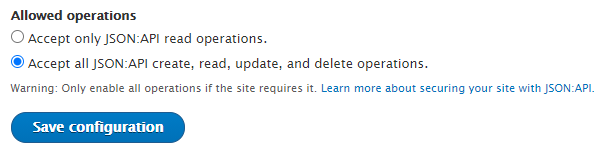 Allowed operations
Accept only JSON:API read operations.
Accept all JSON:API create, read, update, and delete operations.
Warning: Only enable all operations if the site requires it. Learn more about securing your site with JSON:API.
Save configuration